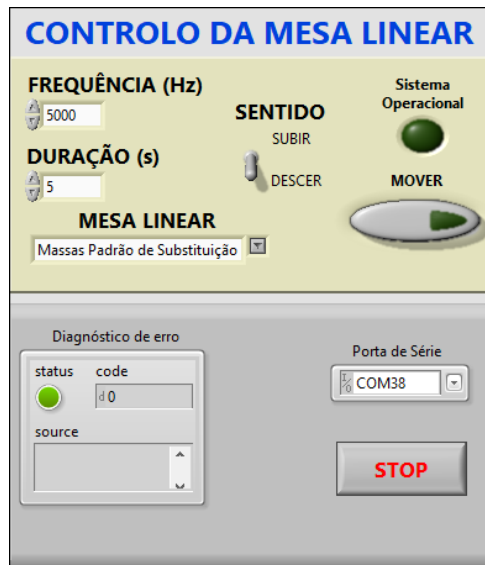 CONTROLO DA MESA LINEAR
FREQUÊNCIA (Hz)
5000
DURAÇÃO (s)
5
SENTIDO
SUBIR
DESCER
Sistema
Operacional
MOVER
MESA LINEAR
Massas Padrão de Substituição
Diagnóstico de erro
status code
d 0
source
Porta de Série
I/O COM38
STOP